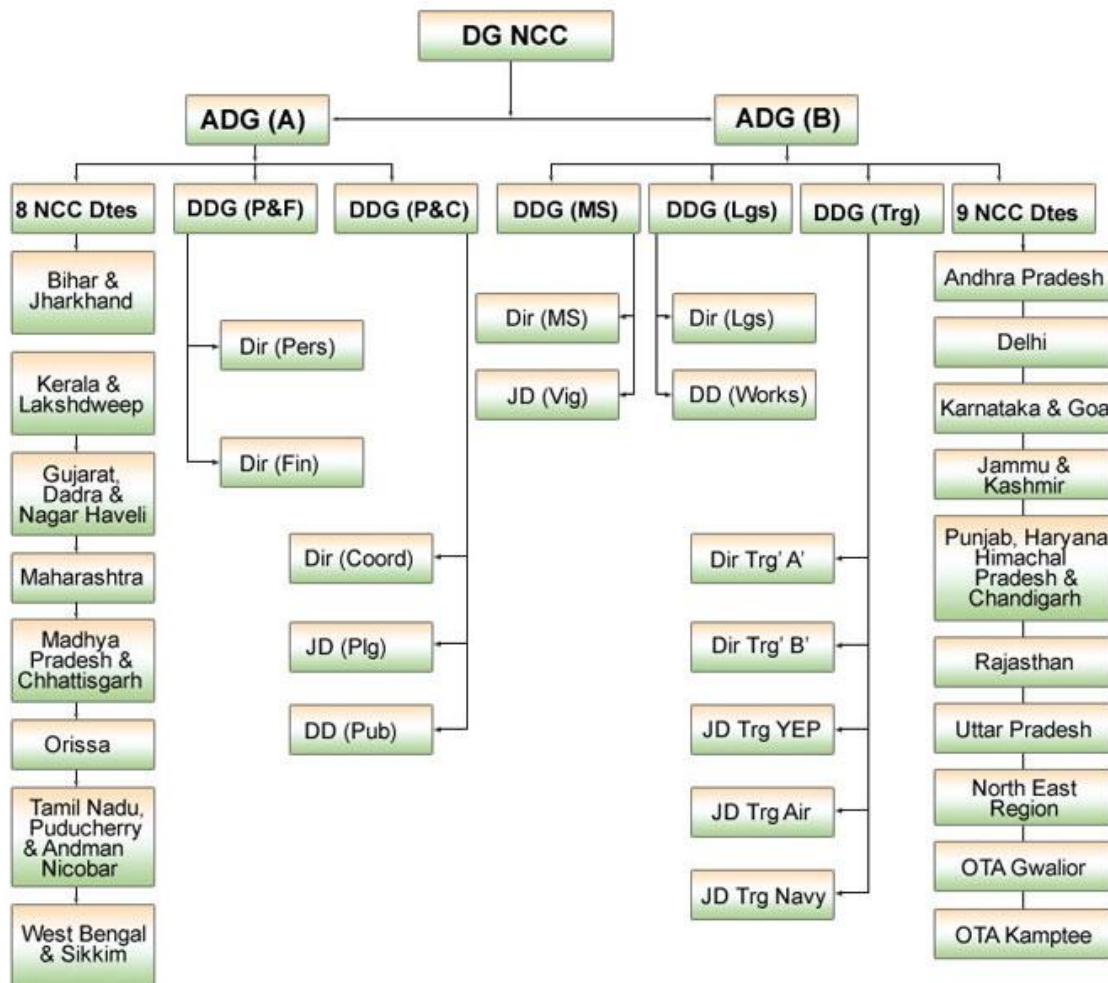 DG NCC
ADG (A)
ADG (B)
8 NCC Dtes
DDG (P&F)
DDG (P&C)
DDG (MS)
DDG (Lgs)
DDG (Trg)
9 NCC Dtes
Bihar &
Jharkhand
Kerala &
Lakshdweep
Gujarat,
Dadra &
Nagar Haveli
Maharashtra
Madhya
Pradesh &
Chhattisgarh
Orissa
Tamil Nadu,
Puducherry
& Andman
Nicobar
West Bengal
& Sikkim
Dir (Pers)
Dir (Fin)
Dir (Coord)
JD (Plg)
DD (Pub)
Dir (MS)
JD (Vig)
Dir (Lgs)
DD (Works)
Dir Trg' A'
Dir Trg' B'
JD Trg YEP
JD Trg Air
JD Trg Navy
Andhra Pradesh
Delhi
Karnataka & Goa
Jammu &
Kashmir
Punjab, Haryana
Himachal
Pradesh &
Chandigarh
Rajasthan
Uttar Pradesh
North East
Region
OTA Gwalior
OTA Kamptee